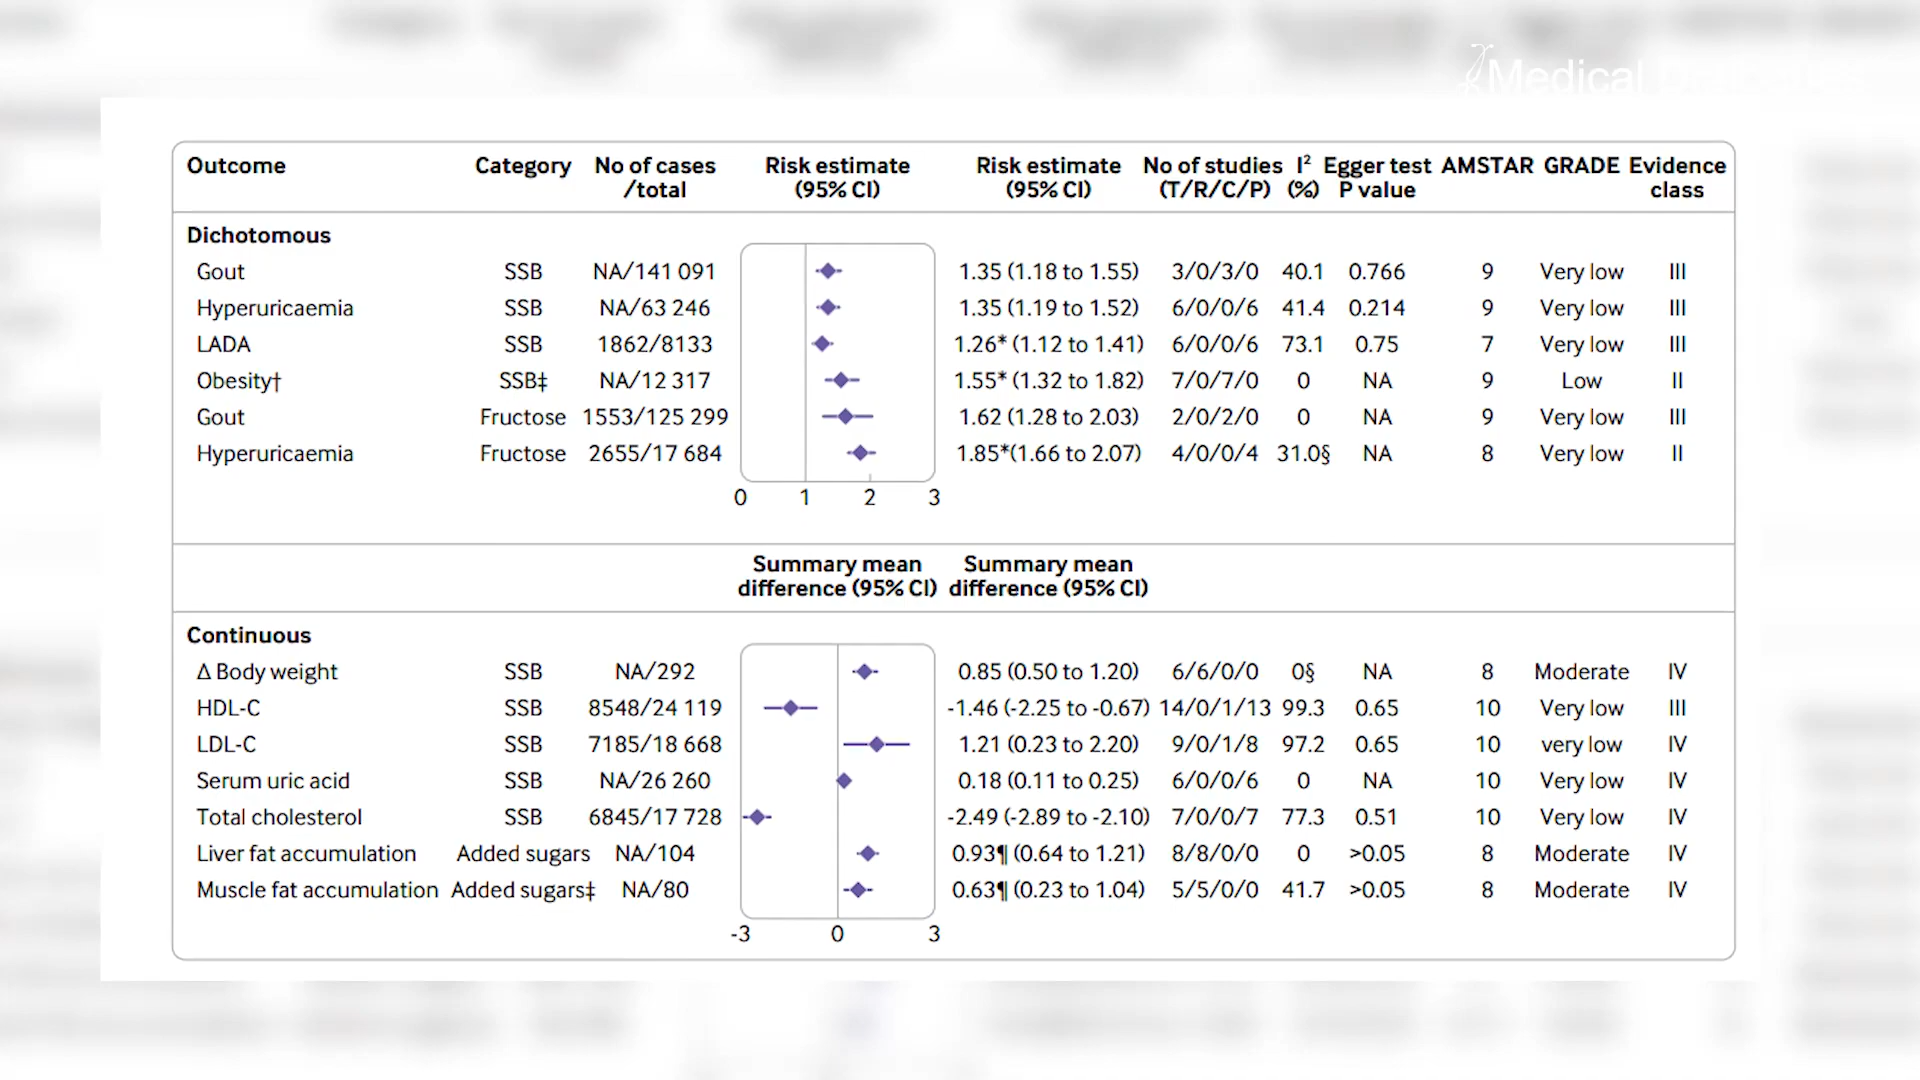 Medical
Outcome Category No of cases /total Risk estimate (95% CI) Risk estimate (95% CI) No of studies (T/R/C/P) I² (%) Egger test P value AMSTAR GRADE Evidence class
Dichotomous
Gout SSB NA/141 091 1.35 (1.18 to 1.55) 3/0/3/0 40.1 0.766 9 Very low III
Hyperuricaemia SSB NA/63 246 1.35 (1.19 to 1.52) 6/0/0/6 41.4 0.214 9 Very low III
LADA SSB 1862/8133 1.26* (1.12 to 1.41) 6/0/0/6 73.1 0.75 7 Very low III
Obesity† SSB‡ NA/12 317 1.55* (1.32 to 1.82) 7/0/7/0 0 NA 9 Low II
Gout Fructose 1553/125 299 1.62 (1.28 to 2.03) 2/0/2/0 0 NA 9 Very low III
Hyperuricaemia Fructose 2655/17 684 1.85*(1.66 to 2.07) 4/0/0/4 31.0§ NA 8 Very low II
0 1 2 3
Summary mean difference (95% CI) Summary mean difference (95% CI)
Continuous
Δ Body weight SSB NA/292 0.85 (0.50 to 1.20) 6/6/0/0 0§ NA 8 Moderate IV
HDL-C SSB 8548/24 119 -1.46 (-2.25 to -0.67) 14/0/1/13 99.3 0.65 10 Very low III
LDL-C SSB 7185/18 668 1.21 (0.23 to 2.20) 9/0/1/8 97.2 0.65 10 very low IV
Serum uric acid SSB NA/26 260 0.18 (0.11 to 0.25) 6/0/0/6 0 NA 10 Very low IV
Total cholesterol SSB 6845/17 728 -2.49 (-2.89 to -2.10) 7/0/0/7 77.3 0.51 10 Very low IV
Liver fat accumulation Added sugars NA/104 0.93¶ (0.64 to 1.21) 8/8/0/0 0 >0.05 8 Moderate IV
Muscle fat accumulation Added sugars‡ NA/80 0.63¶ (0.23 to 1.04) 5/5/0/0 41.7 >0.05 8 Moderate IV
-3 0 3